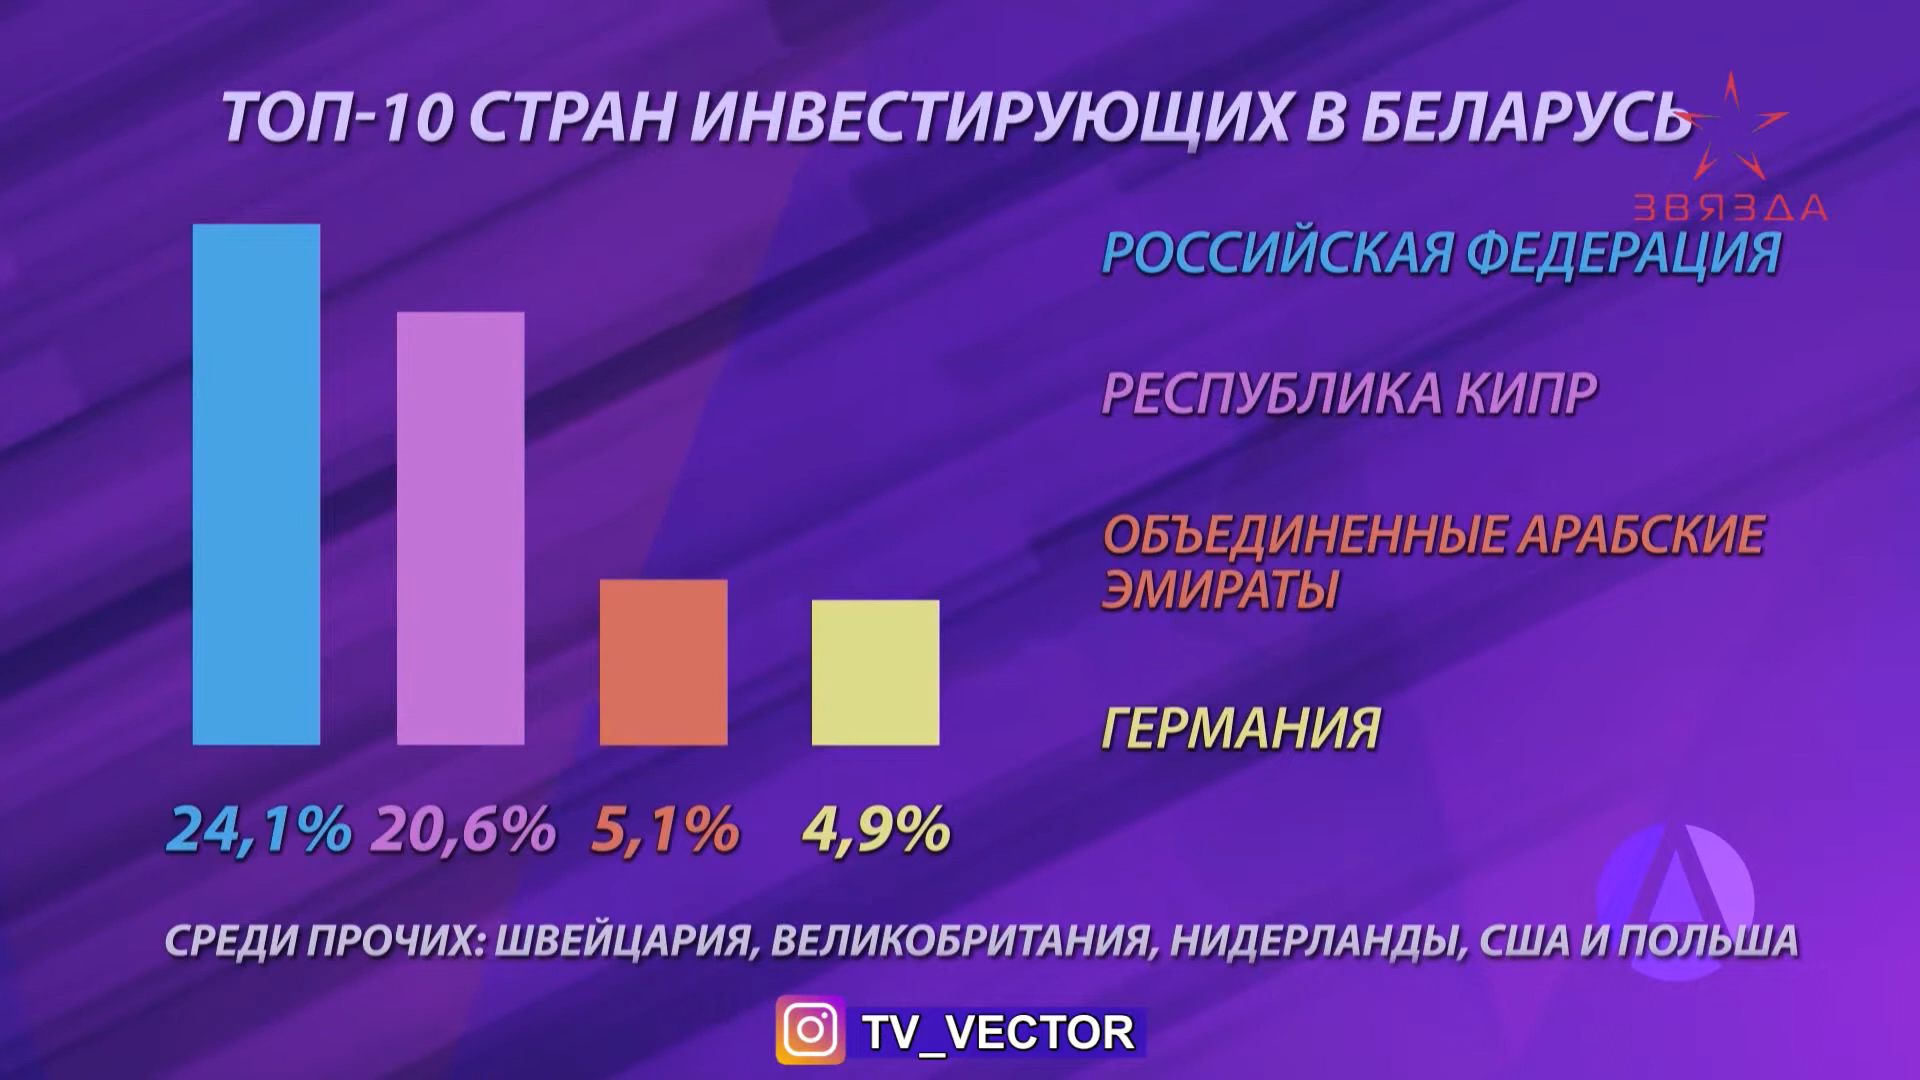 ТОП-10 СТРАН ИНВЕСТИРУЮЩИХ В БЕЛАРУСЬ
ЗВЯЗДА
РОССИЙСКАЯ ФЕДЕРАЦИЯ
РЕСПУБЛИКА КИПР
ОБЪЕДИНЕННЫЕ АРАБСКИЕ
ЭМИРАТЫ
ГЕРМАНИЯ
24,1% 20,6% 5,1% 4,9%
СРЕДИ ПРОЧИХ: ШВЕЙЦАРИЯ, ВЕЛИКОБРИТАНИЯ, НИДЕРЛАНДЫ, США И ПОЛЬША
TV_VECTOR